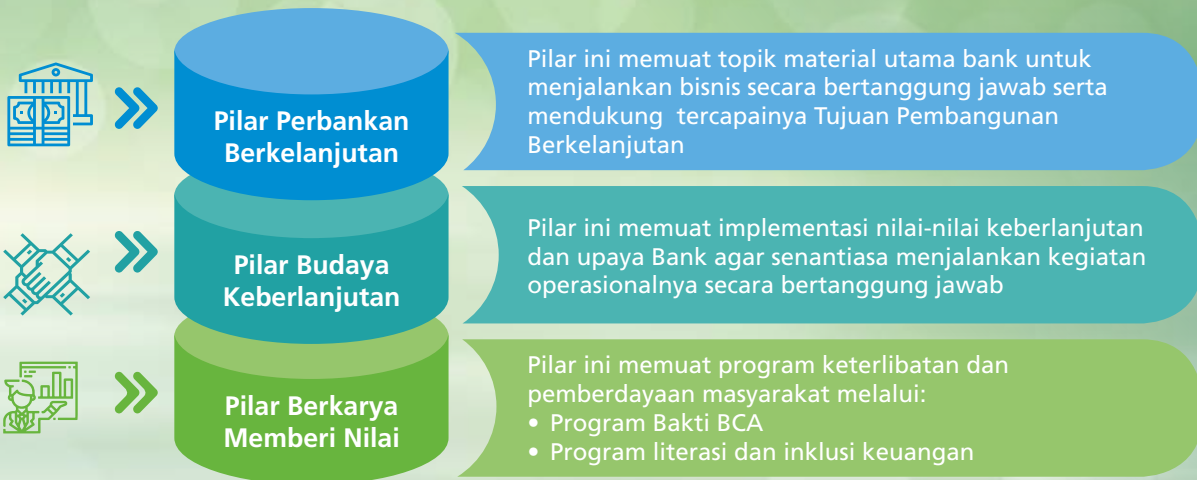 Pilar Perbankan
Berkelanjutan
Pilar ini memuat topik material utama bank untuk
menjalankan bisnis secara bertanggung jawab serta
mendukung tercapainya Tujuan Pembangunan
Berkelanjutan
Pilar Budaya
Keberlanjutan
Pilar ini memuat implementasi nilai-nilai keberlanjutan
dan upaya Bank agar senantiasa menjalankan kegiatan
operasionalnya secara bertanggung jawab
Pilar Berkarya
Memberi Nilai
Pilar ini memuat program keterlibatan dan
pemberdayaan masyarakat melalui:
• Program Bakti BCA
• Program literasi dan inklusi keuangan